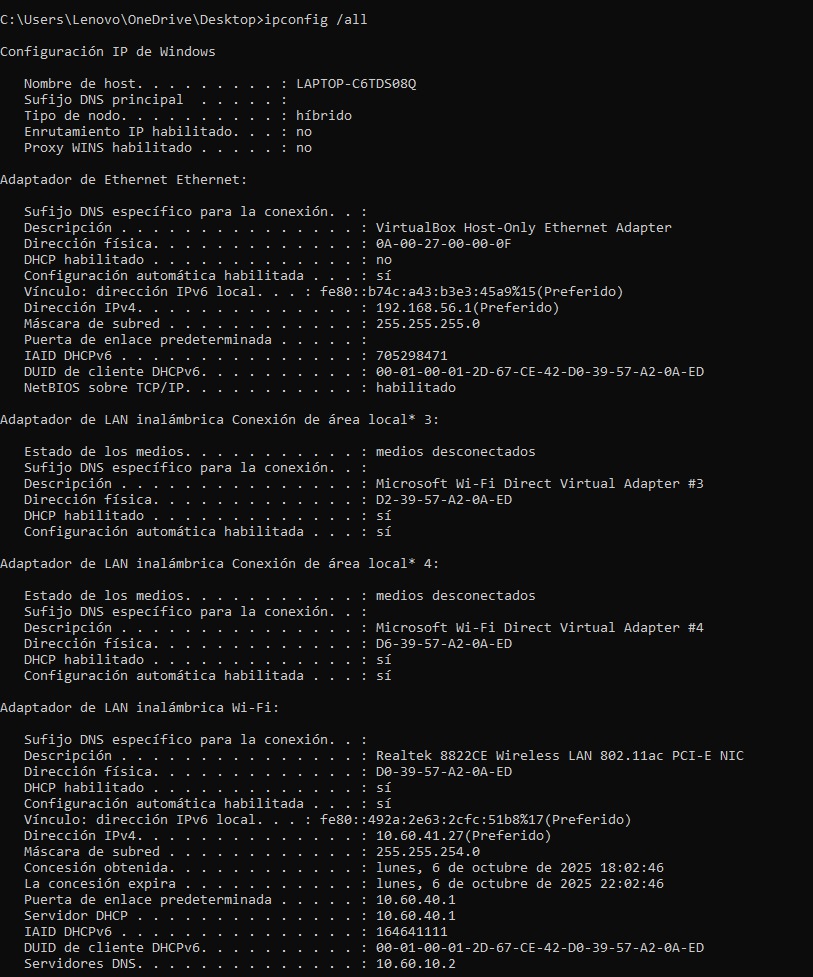 C:\Users\Lenovo\OneDrive\Desktop>ipconfig /all
Configuración IP de Windows
Nombre de host. . . . . . . . . : LAPTOP-C6TDS08Q
Sufijo DNS principal  . . . . . :
Tipo de nodo. . . . . . . . . . : híbrido
Enrutamiento IP habilitado. . . : no
Proxy WINS habilitado . . . . . : no
Adaptador de Ethernet Ethernet:
Sufijo DNS específico para la conexión. . :
Descripción . . . . . . . . . . . . . . . : VirtualBox Host-Only Ethernet Adapter
Dirección física. . . . . . . . . . . . . : 0A-00-27-00-00-0F
DHCP habilitado . . . . . . . . . . . . . : no
Configuración automática habilitada . . . : sí
Vínculo: dirección IPv6 local. . . : fe80::b74c:a43:b3e3:45a9%15(Preferido)
Dirección IPv4. . . . . . . . . . . . . . : 192.168.56.1(Preferido)
Máscara de subred . . . . . . . . . . . . : 255.255.255.0
Puerta de enlace predeterminada . . . . . :
IAID DHCPv6 . . . . . . . . . . . . . . . : 705298471
DUID de cliente DHCPv6. . . . . . . . . . : 00-01-00-01-2D-67-CE-42-D0-39-57-A2-0A-ED
NetBIOS sobre TCP/IP. . . . . . . . . . . : habilitado
Adaptador de LAN inalámbrica Conexión de área local* 3:
Estado de los medios. . . . . . . . . . . : medios desconectados
Sufijo DNS específico para la conexión. . :
Descripción . . . . . . . . . . . . . . . : Microsoft Wi-Fi Direct Virtual Adapter #3
Dirección física. . . . . . . . . . . . . : D2-39-57-A2-0A-ED
DHCP habilitado . . . . . . . . . . . . . : sí
Configuración automática habilitada . . . : sí
Adaptador de LAN inalámbrica Conexión de área local* 4:
Estado de los medios. . . . . . . . . . . : medios desconectados
Sufijo DNS específico para la conexión. . :
Descripción . . . . . . . . . . . . . . . : Microsoft Wi-Fi Direct Virtual Adapter #4
Dirección física. . . . . . . . . . . . . : D6-39-57-A2-0A-ED
DHCP habilitado . . . . . . . . . . . . . : sí
Configuración automática habilitada . . . : sí
Adaptador de LAN inalámbrica Wi-Fi:
Sufijo DNS específico para la conexión. . :
Descripción . . . . . . . . . . . . . . . : Realtek 8822CE Wireless LAN 802.11ac PCI-E NIC
Dirección física. . . . . . . . . . . . . : D0-39-57-A2-0A-ED
DHCP habilitado . . . . . . . . . . . . . : sí
Configuración automática habilitada . . . : sí
Vínculo: dirección IPv6 local. . . : fe80::492a:2e63:2cfc:51b8%17(Preferido)
Dirección IPv4. . . . . . . . . . . . . . : 10.60.41.27(Preferido)
Máscara de subred . . . . . . . . . . . . : 255.255.254.0
Concesión obtenida. . . . . . . . . . . . : lunes, 6 de octubre de 2025 18:02:46
La concesión expira . . . . . . . . . . . : lunes, 6 de octubre de 2025 22:02:46
Puerta de enlace predeterminada . . . . . : 10.60.40.1
Servidor DHCP . . . . . . . . . . . . . . : 10.60.40.1
IAID DHCPv6 . . . . . . . . . . . . . . . : 164641111
DUID de cliente DHCPv6. . . . . . . . . . : 00-01-00-01-2D-67-CE-42-D0-39-57-A2-0A-ED
Servidores DNS. . . . . . . . . . . . . . : 10.60.10.2